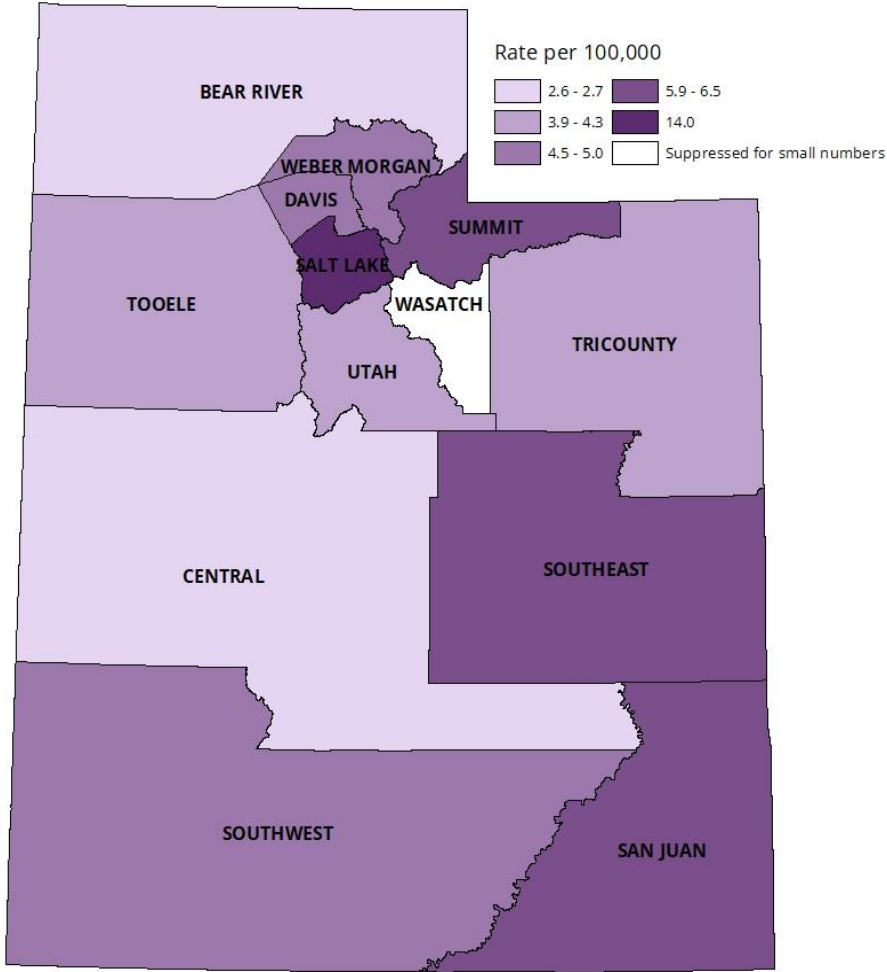 Rate per 100,000
2.6 - 2.7
5.9 - 6.5
3.9 - 4.3
14.0
4.5 - 5.0
Suppressed for small numbers
BEAR RIVER
WEBER MORGAN
DAVIS
SUMMIT
SALT LAKE
TOOELE
WASATCH
TRICOUNTY
UTAH
CENTRAL
SOUTHEAST
SOUTHWEST
SAN JUAN